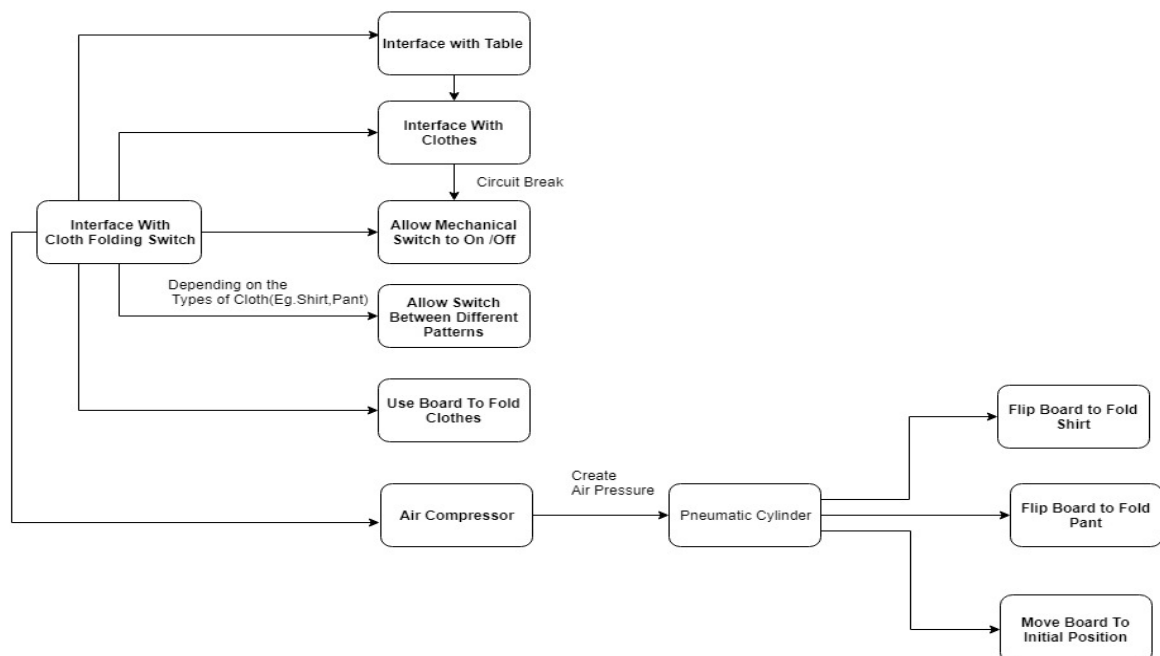 Interface with Table
Interface With
Clothes
Circuit Break
Interface With
Cloth Folding Switch
Allow Mechanical
Switch to On /Off
Depending on the
Types of Cloth(Eg.Shirt,Pant)
Allow Switch
Between Different
Patterns
Use Board To Fold
Clothes
Flip Board to Fold
Shirt
Create
Air Pressure
Air Compressor
Pneumatic Cylinder
Flip Board to Fold
Pant
Move Board To
Initial Position